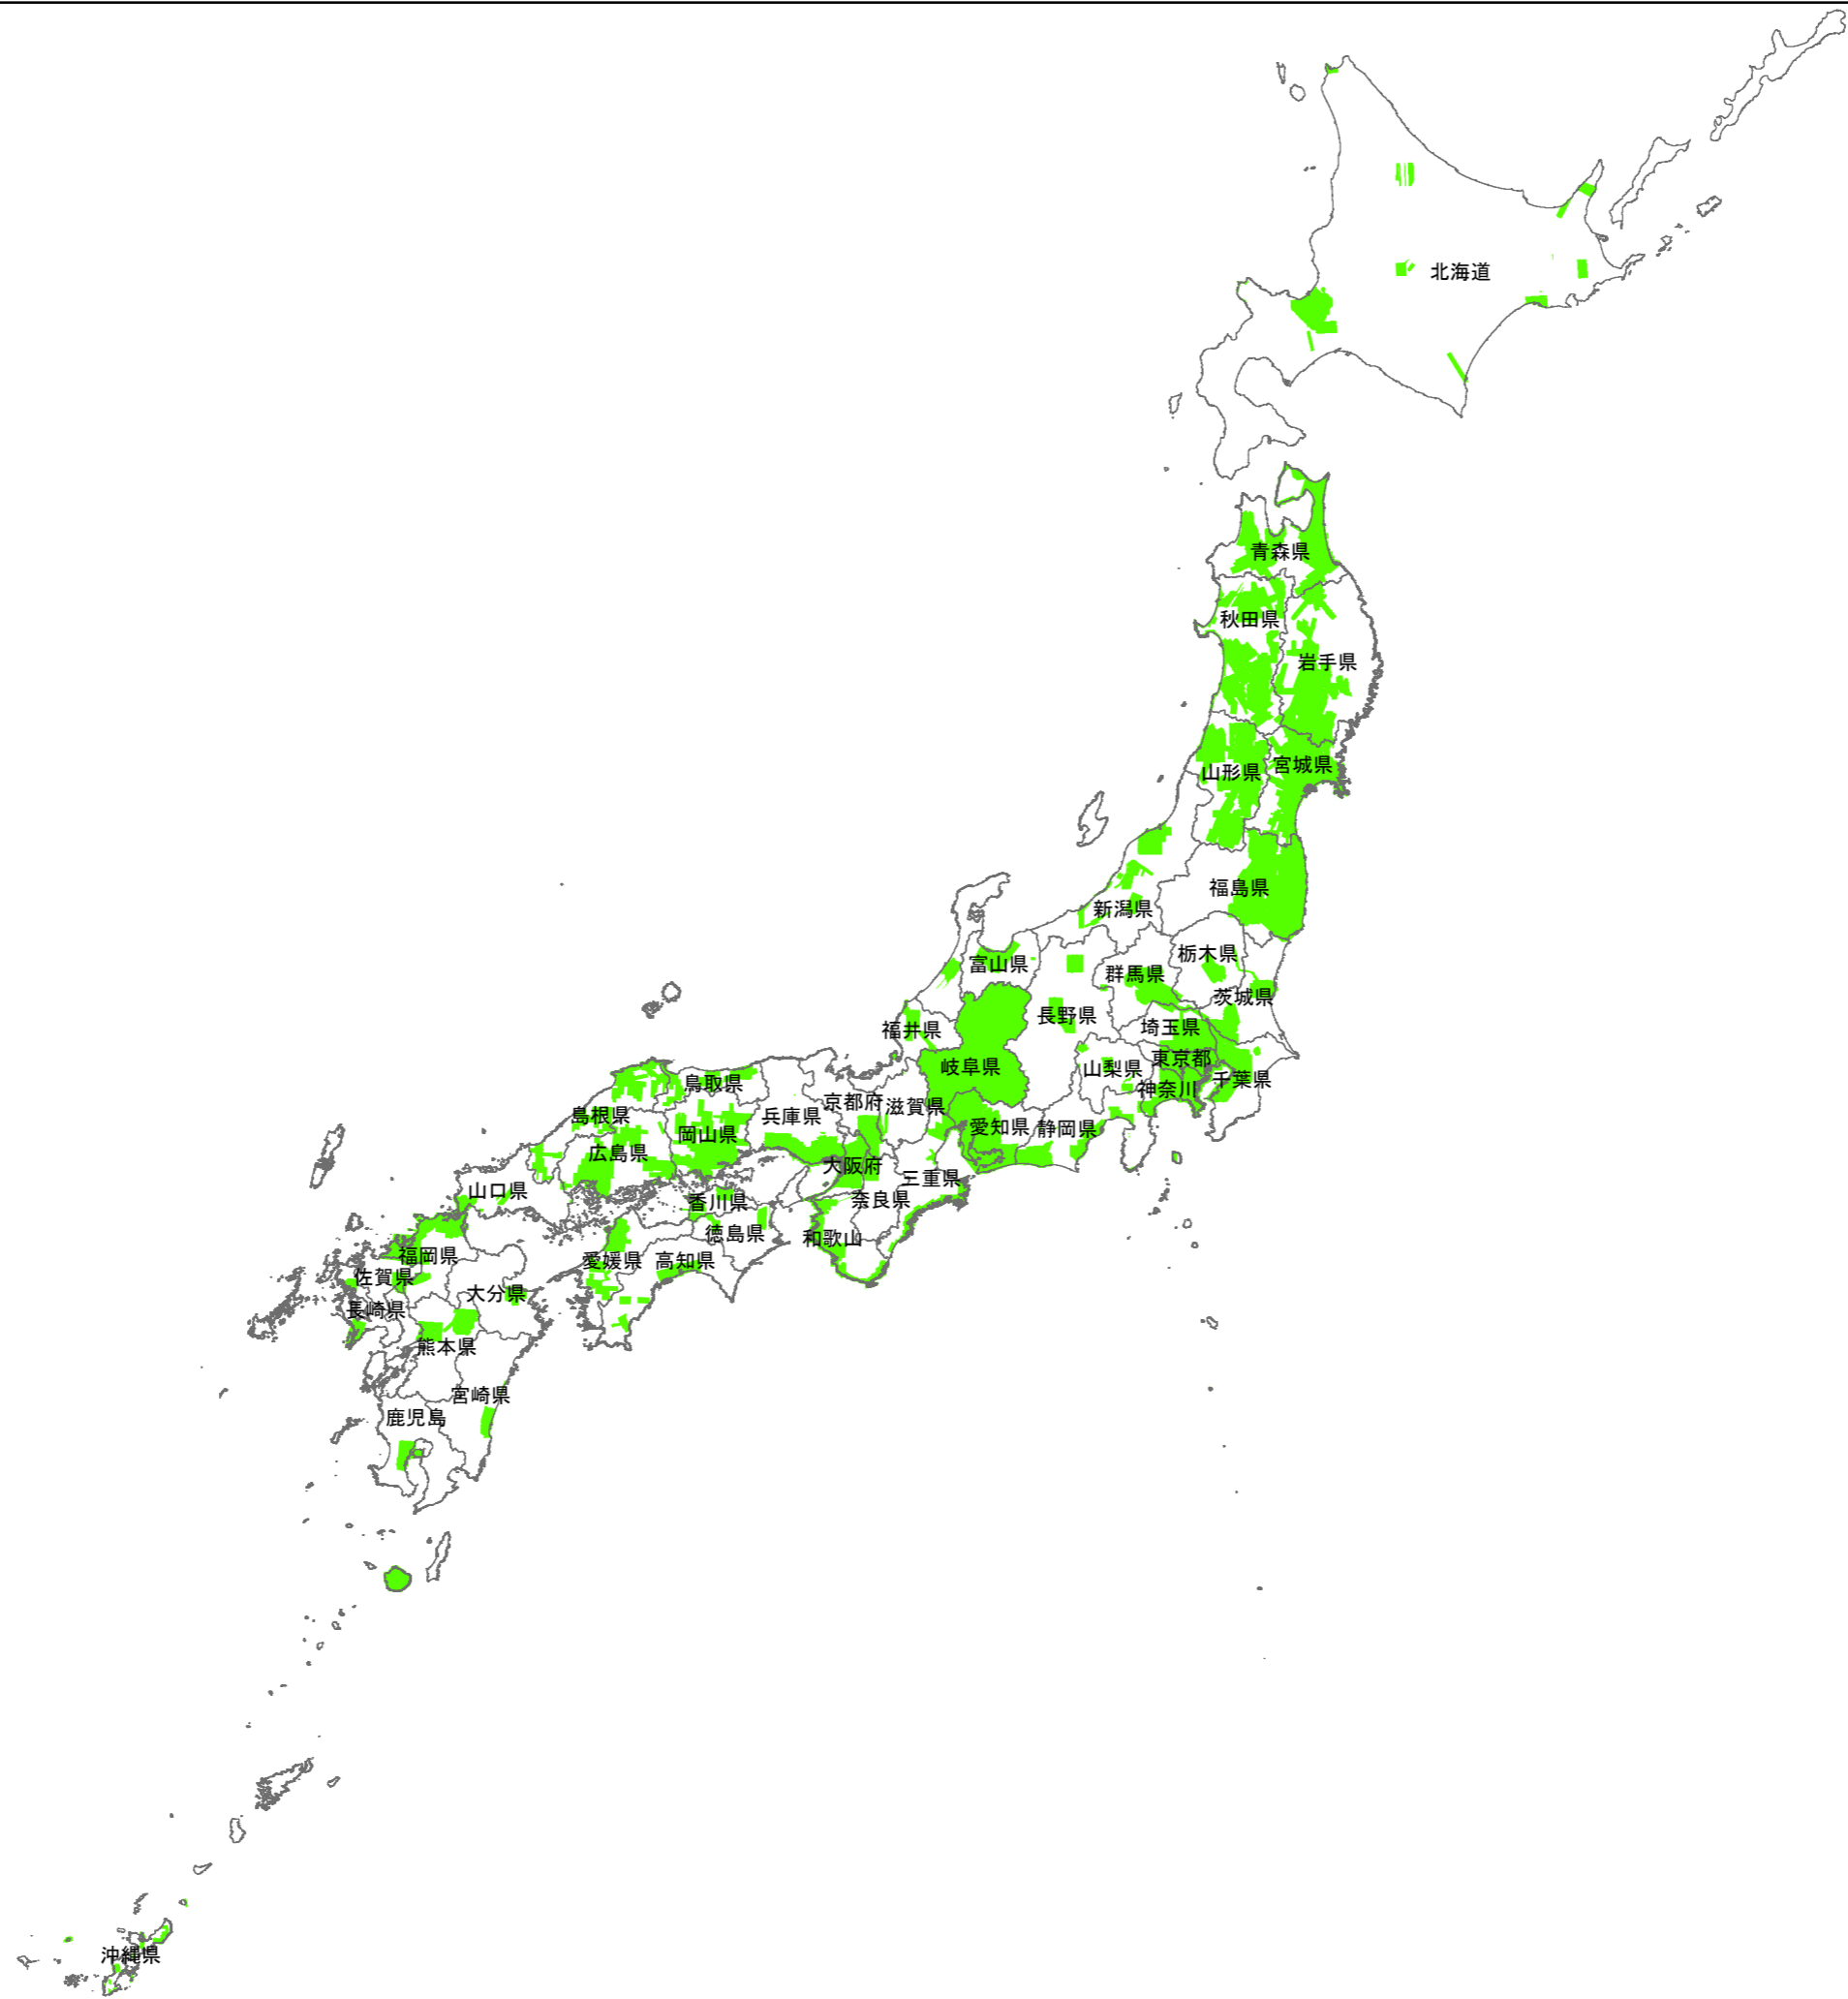 北海道
青森県
秋田県
岩手県
山形県
宮城県
福島県
新潟県
栃木県
富山県
群馬県
茨城県
長野県
福井県
埼玉県
東京都
岐阜県
山梨県
千葉県
鳥取県
神奈川
京都府
滋賀県
島根県
兵庫県
愛知県
静岡県
岡山県
広島県
大阪府
三重県
山口県
奈良県
香川県
徳島県
和歌山
福岡県
愛媛県
高知県
佐賀県
大分県
長崎県
熊本県
宮崎県
鹿児島
沖縄県